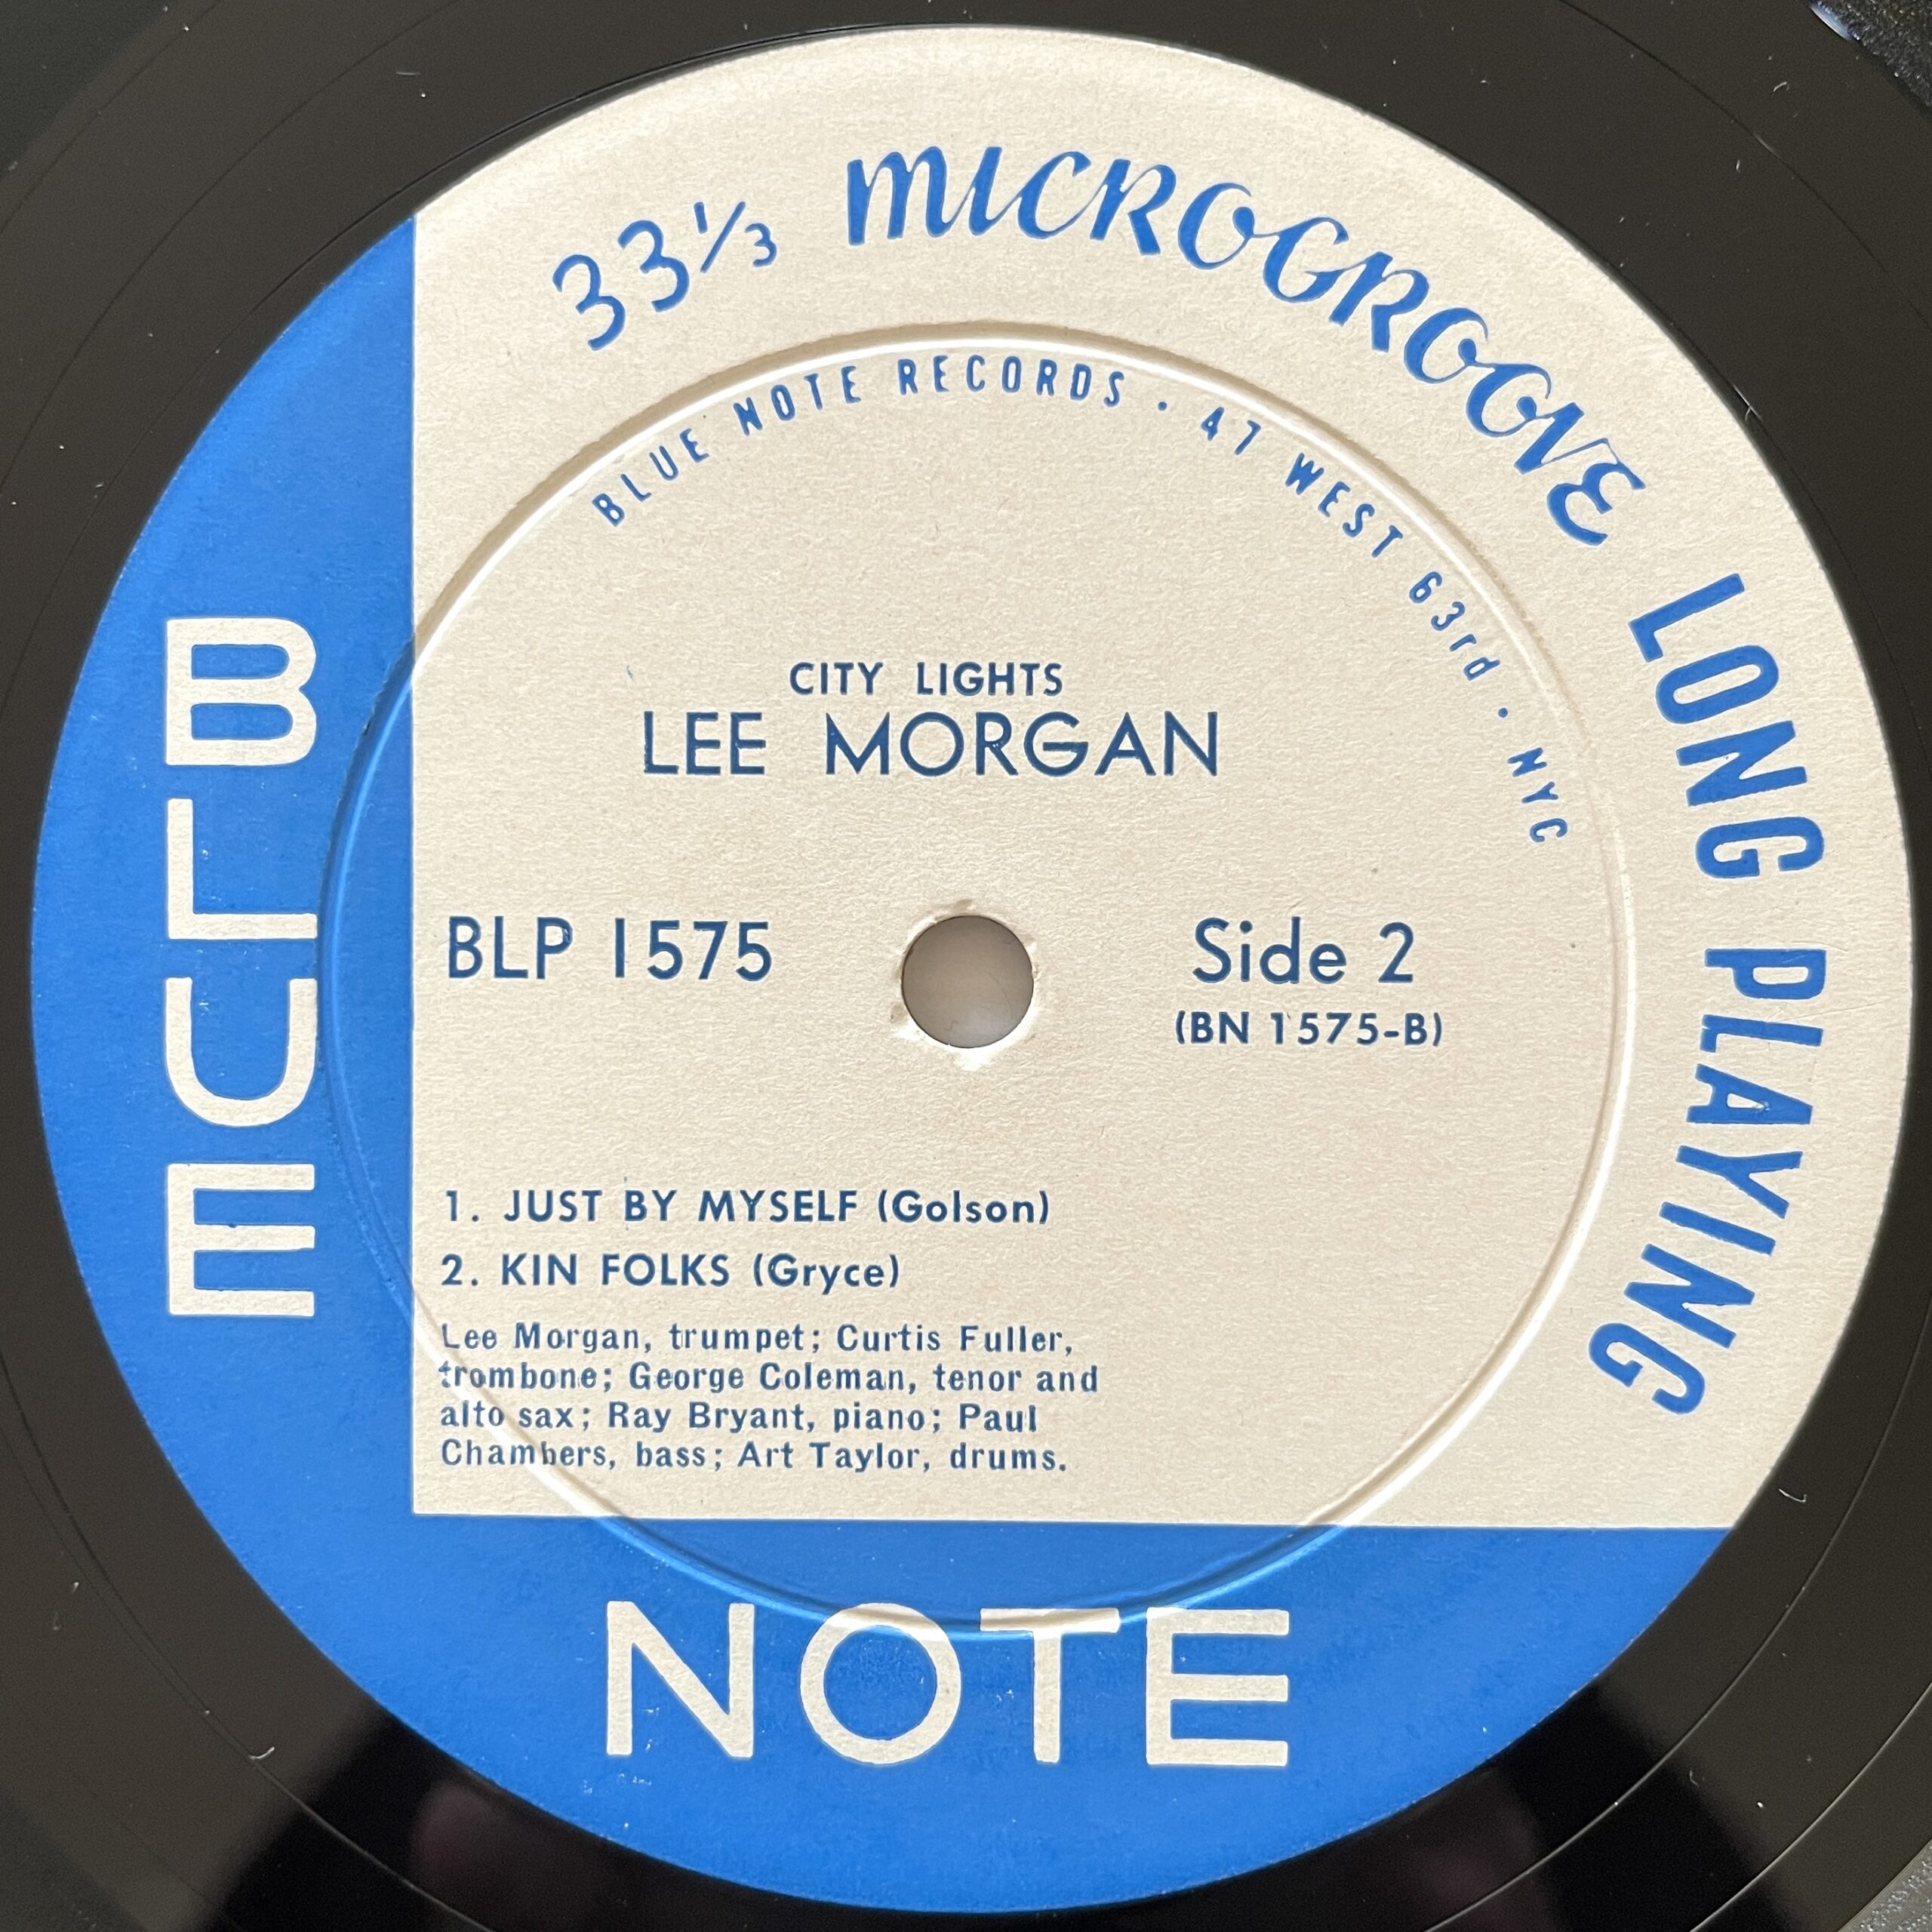 33⅓ MICROGROOVE LONG PLAYING
BLUE NOTE RECORDS · 47 WEST 63rd · NYC
CITY LIGHTS
LEE MORGAN
BLP 1575
Side 2
(BN 1575-B)
1. JUST BY MYSELF (Golson)
2. KIN FOLKS (Gryce)
Lee Morgan, trumpet; Curtis Fuller,
trombone; George Coleman, tenor and
alto sax; Ray Bryant, piano; Paul
Chambers, bass; Art Taylor, drums.
BLUE
NOTE